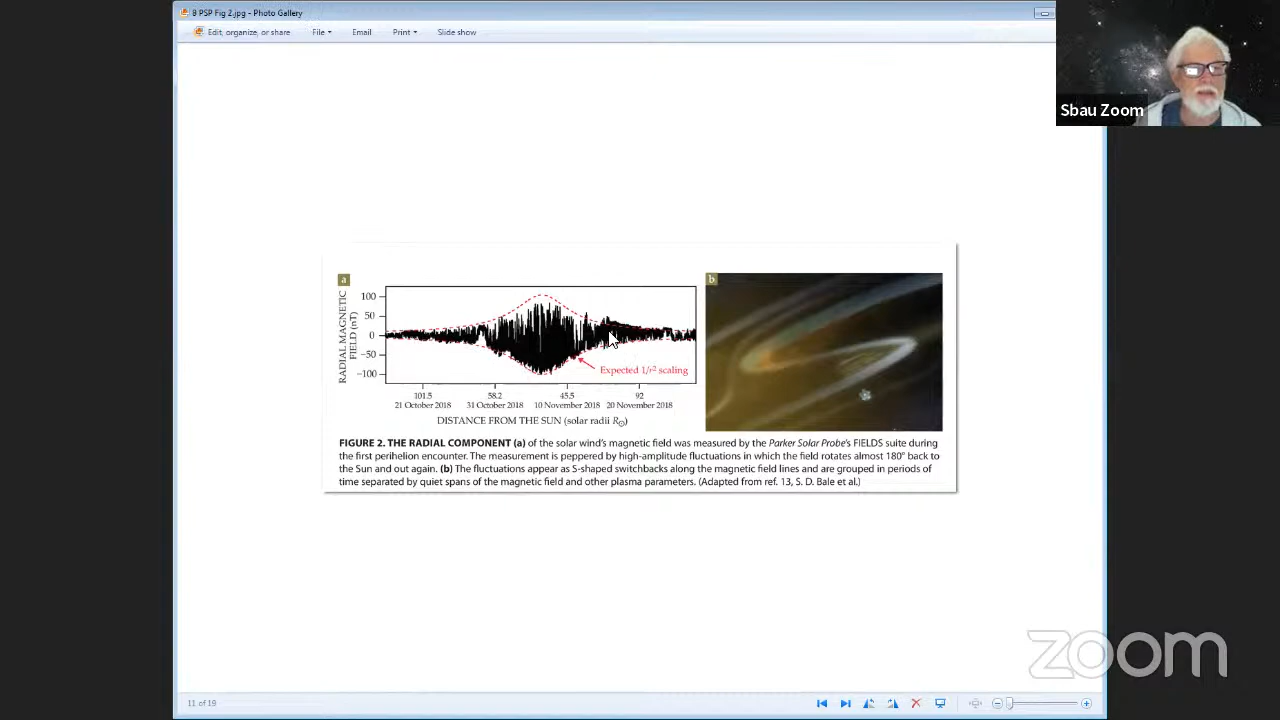 8 PSP Fig 2.jpg - Photo Gallery
Edit, organize, or share File Email Print Slide show
Sbau Zoom
a
b
RADIAL MAGNETIC
FIELD (nT)
100
50
0
−50
−100
Expected 1/r² scaling
101.5 58.2 45.5 92
21 October 2018 31 October 2018 10 November 2018 20 November 2018
DISTANCE FROM THE SUN (solar radii R☉)
FIGURE 2. THE RADIAL COMPONENT (a) of the solar wind's magnetic field was measured by the Parker Solar Probe's FIELDS suite during
the first perihelion encounter. The measurement is peppered by high-amplitude fluctuations in which the field rotates almost 180° back to
the Sun and out again. (b) The fluctuations appear as S-shaped switchbacks along the magnetic field lines and are grouped in periods of
time separated by quiet spans of the magnetic field and other plasma parameters. (Adapted from ref. 13, S. D. Bale et al.)
zoom
11 of 19